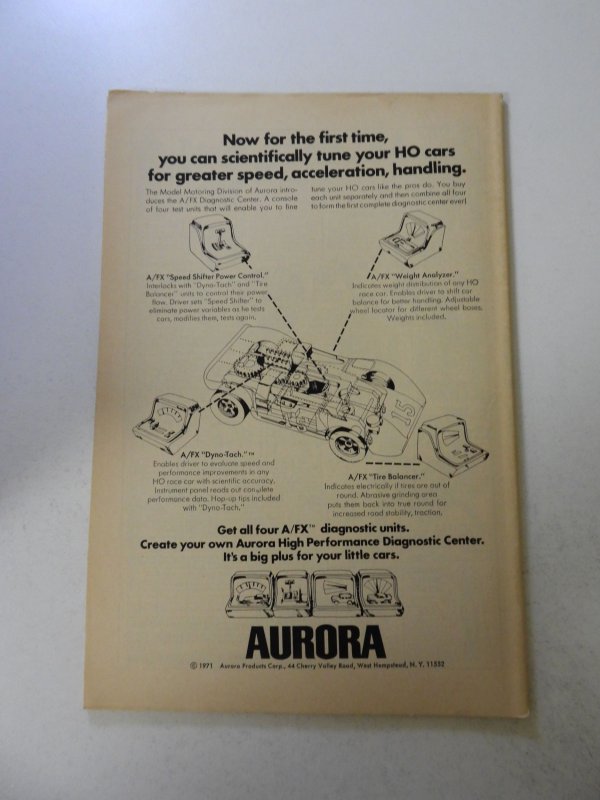 Now for the first time,
you can scientifically tune your HO cars
for greater speed, acceleration, handling.
The Model Motoring Division of Aurora intro-
duces the A/FX Diagnostic Center. A console
of four test units that will enable you to fine
tune your HO cars like the pros do. You buy
each unit separately and then combine all four
to form the first complete diagnostic center ever!
A/FX "Speed Shifter Power Control."
Interlocks with "Dyno-Tach" and "Tire
Balancer" units to control their power
flow. Driver sets "Speed Shifter" to
eliminate power variables as he tests
cars, modifies them, tests again.
A/FX "Weight Analyzer."
Indicates weight distribution of any HO
race car. Enables driver to shift car
balance for better handling. Adjustable
wheel locator for different wheel bases.
Weights included.
15
A/FX "Dyno-Tach."™
Enables driver to evaluate speed and
performance improvements in any
HO race car with scientific accuracy.
Instrument panel reads out complete
performance data. Hop-up tips included
with "Dyno-Tach."
A/FX "Tire Balancer."
Indicates electrically if tires are out of
round. Abrasive grinding area
puts them back into true round for
increased road stability, traction.
Get all four A/FX™ diagnostic units.
Create your own Aurora High Performance Diagnostic Center.
It's a big plus for your little cars.
AURORA
© 1971 Aurora Products Corp., 44 Cherry Valley Road, West Hempstead, N. Y. 11552